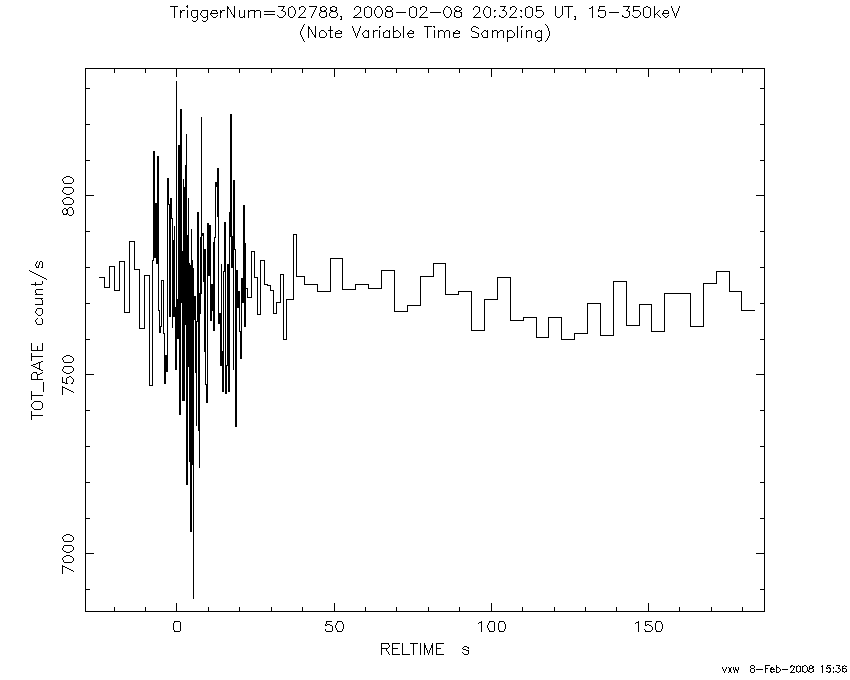 TriggerNum=302788, 2008-02-08 20:32:05 UT, 15-350keV
(Note Variable Time Sampling)
TOT_RATE count/s
8000
7500
7000
0 50 100 150
RELTIME s
vxw 8-Feb-2008 15:36